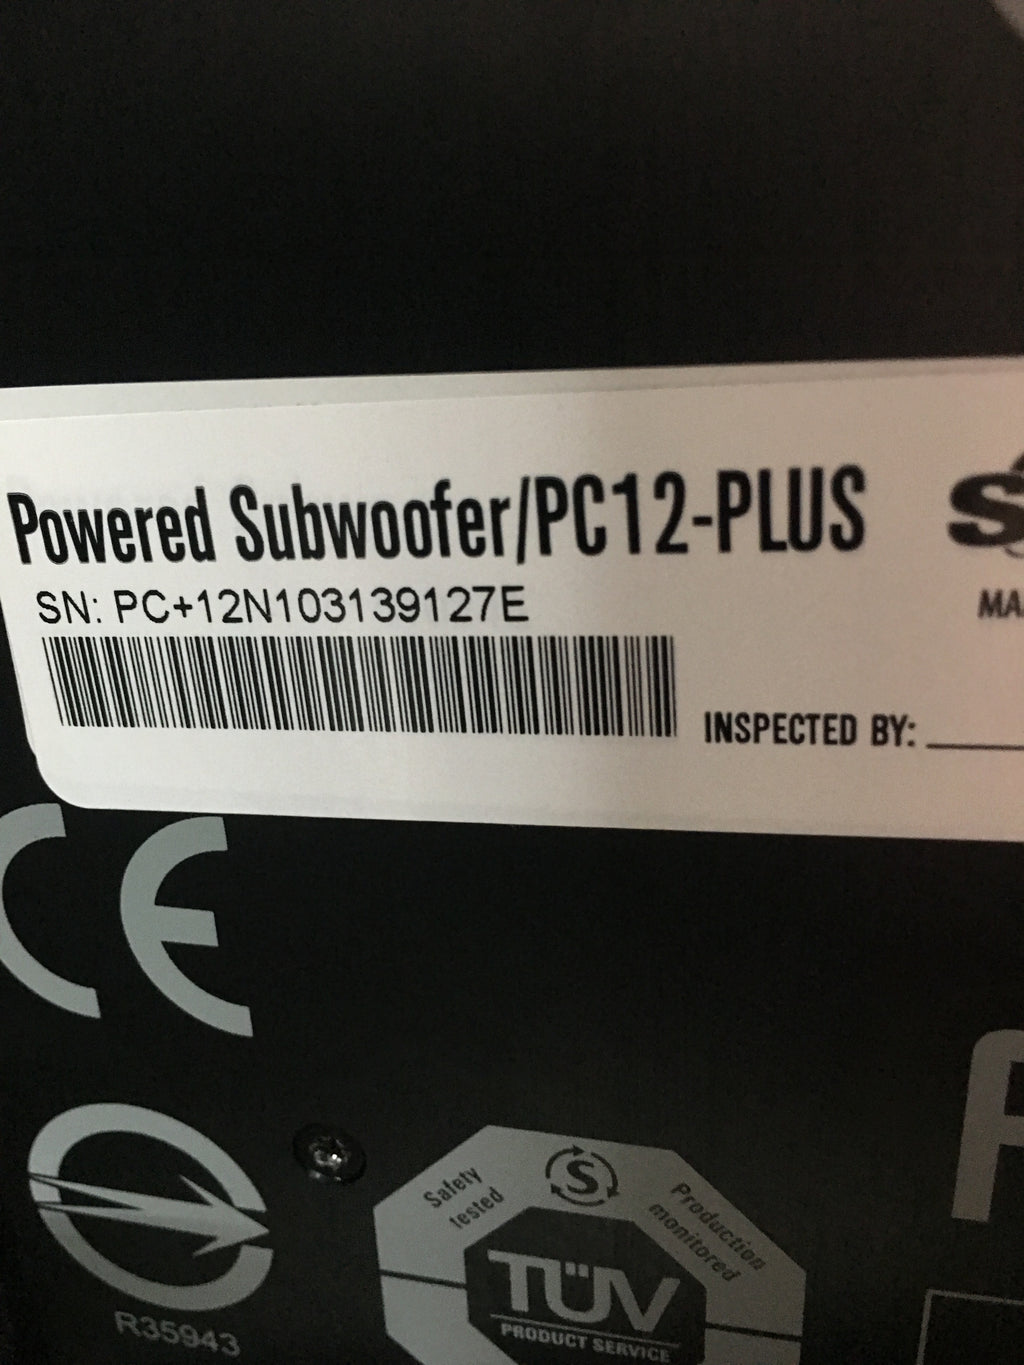 Powered Subwoofer/PC12-PLUS
SN: PC+12N103139127E
INSPECTED BY:
CE
Safety
tested
S
Production
monitored
TÜV
PRODUCT SERVICE
R35943